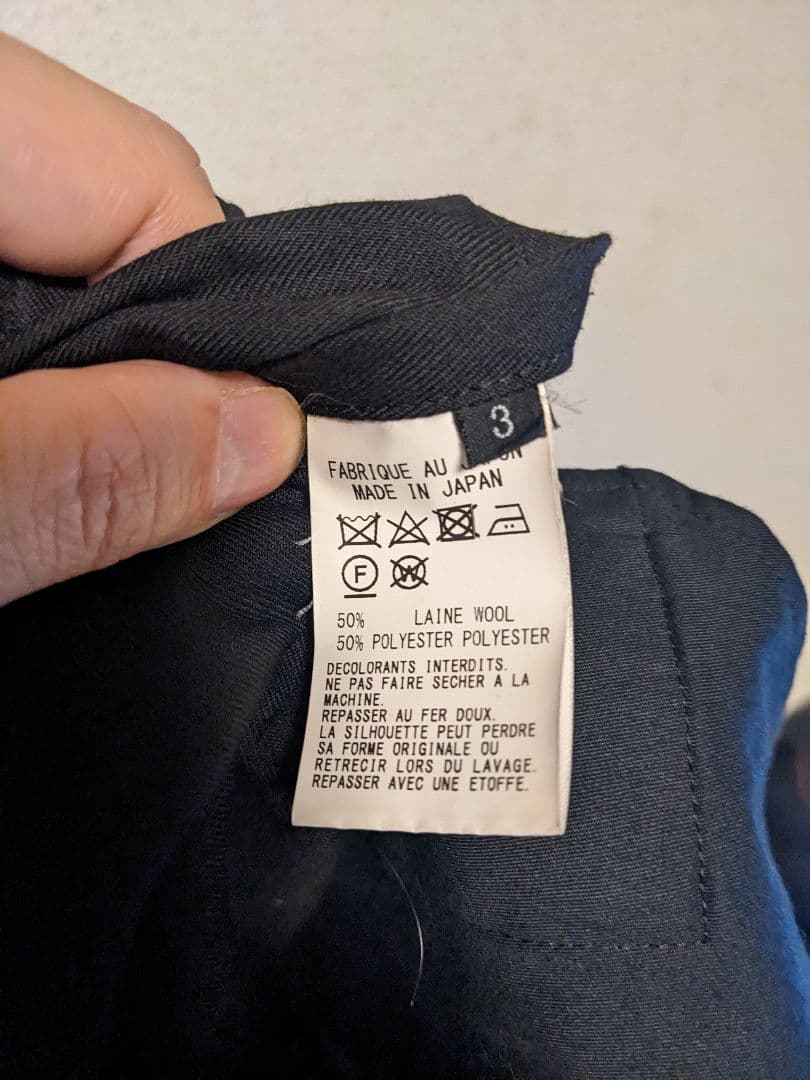 3
FABRIQUE AU
MADE IN JAPAN
F
W
50% LAINE WOOL
50% POLYESTER POLYESTER
DECOLORANTS INTERDITS.
NE PAS FAIRE SECHER A LA
MACHINE.
REPASSER AU FER DOUX.
LA SILHOUETTE PEUT PERDRE
SA FORME ORIGINALE OU
RETRECIR LORS DU LAVAGE.
REPASSER AVEC UNE ETOFFE.